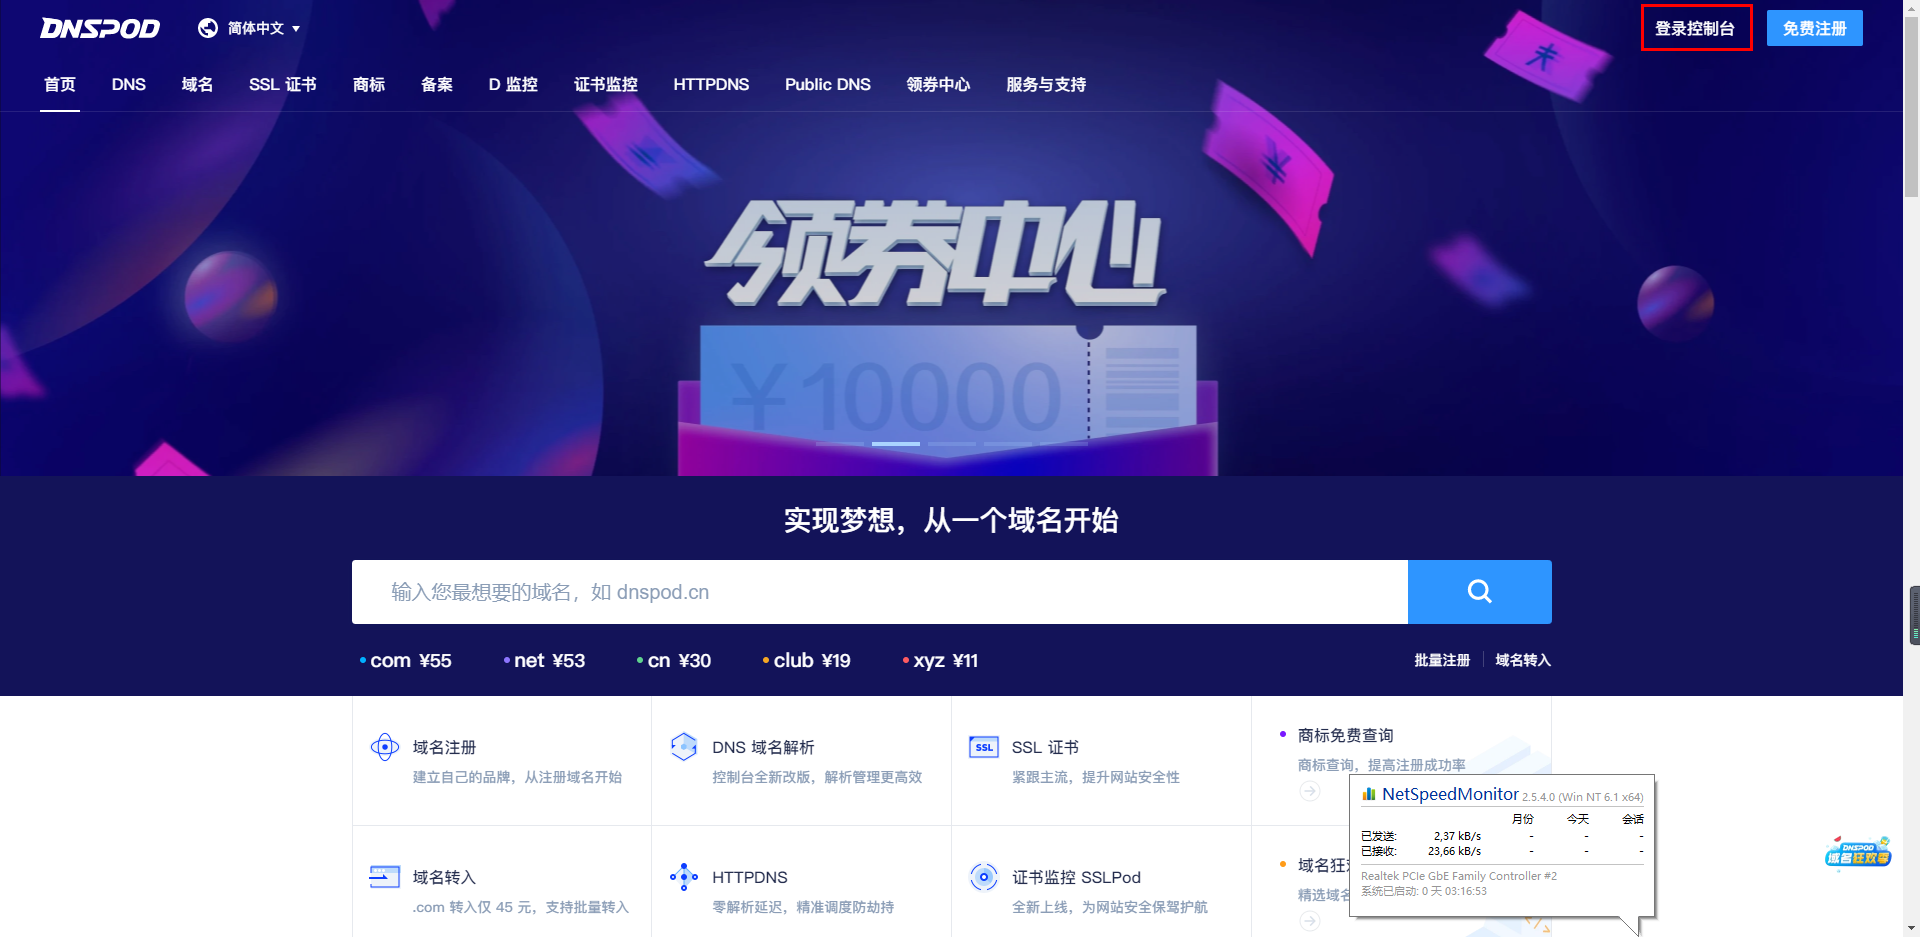 DNSPOD
简体中文
登录控制台
免费注册
首页 DNS 域名 SSL 证书 商标 备案 D 监控 证书监控 HTTPDNS Public DNS 领券中心 服务与支持
领券中心
¥10000
实现梦想，从一个域名开始
输入您最想要的域名，如 dnspod.cn
com ¥55 net ¥53 cn ¥30 club ¥19 xyz ¥11
批量注册 域名转入
域名注册
建立自己的品牌，从注册域名开始
DNS 域名解析
控制台全新改版，解析管理更高效
SSL
SSL 证书
紧跟主流，提升网站安全性
商标免费查询
商标查询，提高注册成功率
域名转入
.com 转入仅 45 元，支持批量转入
HTTPDNS
零解析延迟，精准调度防劫持
证书监控 SSLPod
全新上线，为网站安全保驾护航
域名狂
精选域名
NetSpeedMonitor 2.5.4.0 (Win NT 6.1 x64)
月份 今天 会话
已发送: 2,37 kB/s - - -
已接收: 23,66 kB/s - - -
Realtek PCIe GbE Family Controller #2
系统已启动: 0 天 03:16:53
DNSPOD
域名狂欢季